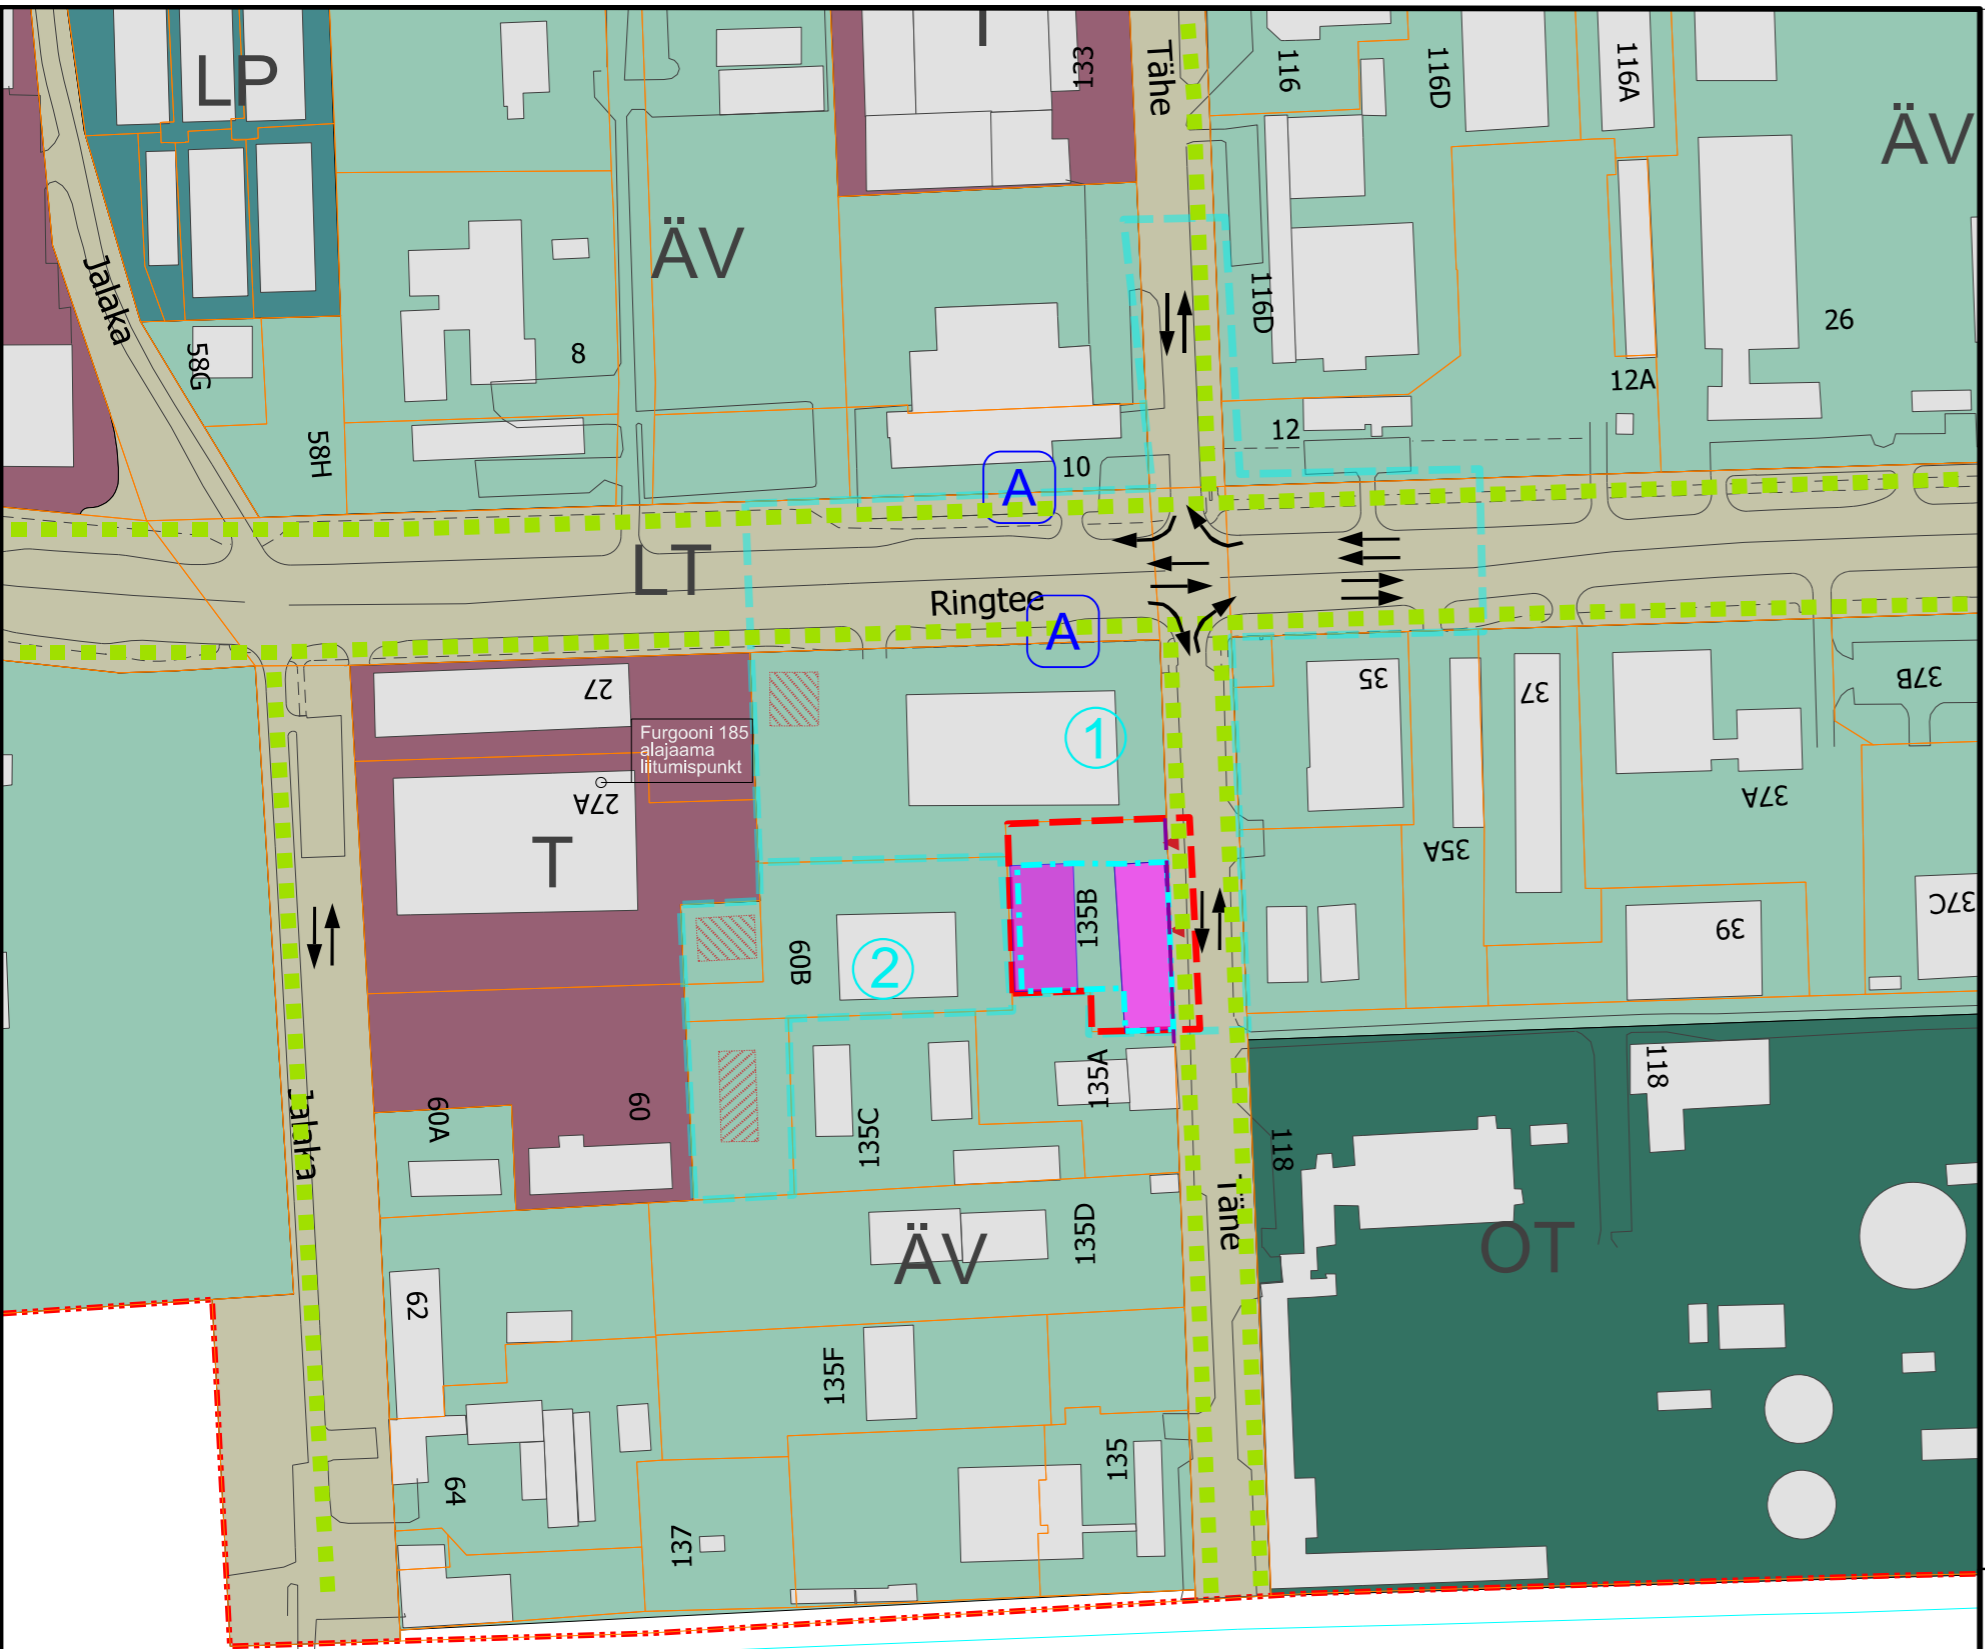 LP
T
133
Tähe
116
116D
116A
ÄV
ÄV
Jalaka
58G
8
116D
26
12A
58H
12
A
10
LT
Ringtee
A
27
35
37
37B
Furgooni 185
alajaama
liitumispunkt
1
27A
37A
T
35A
135B
37C
39
60B
2
118
60A
60
135A
135C
Jalaka
118
Tähe
135D
ÄV
OT
62
135F
135
64
137